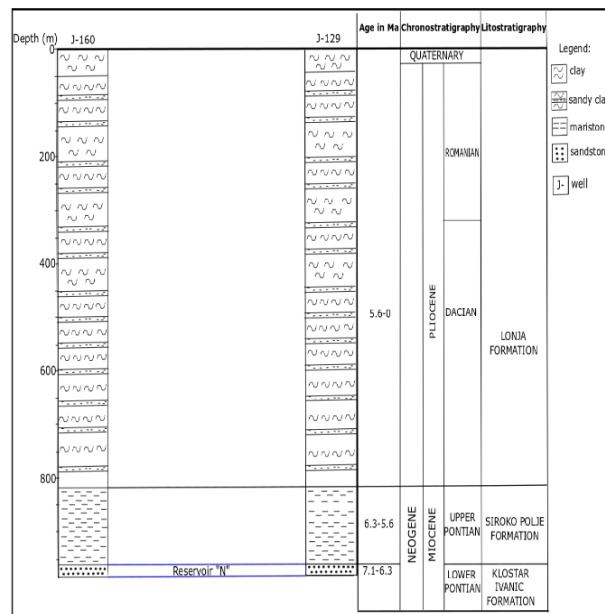 Age in Ma Chronostratigraphy Litostratigraphy
Depth (m) J-160 J-129
0
QUATERNARY
Legend:
clay
sandy cla
marlston
sandston
J- well
200
ROMANIAN
400
5.6-0
PLIOCENE
DACIAN
LONJA
FORMATION
600
800
6.3-5.6
NEOGENE
MIOCENE
UPPER
PONTIAN
SIROKO POLJE
FORMATION
Reservoir "N"
7.1-6.3
LOWER
PONTIAN
KLOSTAR
IVANIC
FORMATION